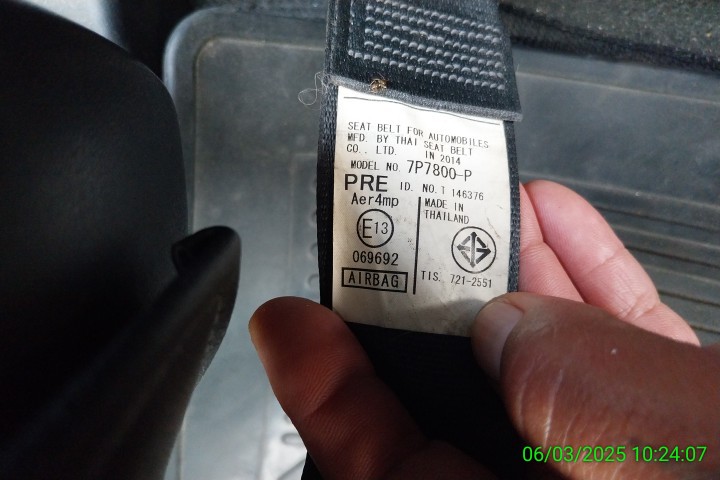 SEAT BELT FOR AUTOMOBILES
MFD. BY THAI SEAT BELT
CO., LTD. IN 2014
MODEL NO. 7P7800-P
PRE ID. NO. T 146376
Aer4mp
MADE IN
THAILAND
E13
069692
AIRBAG
TIS. 721-2551
06/03/2025 10:24:07